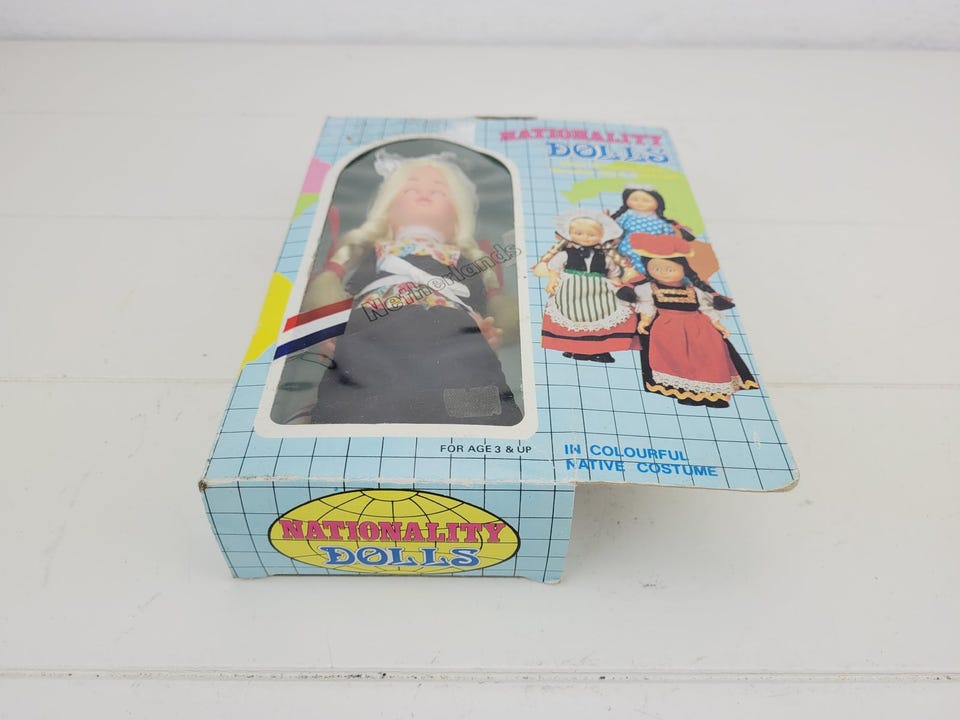 NATIONALITY
DOLLS
Netherlands
FOR AGE 3 & UP
IN COLOURFUL
NATIVE COSTUME
NATIONALITY
DOLLS